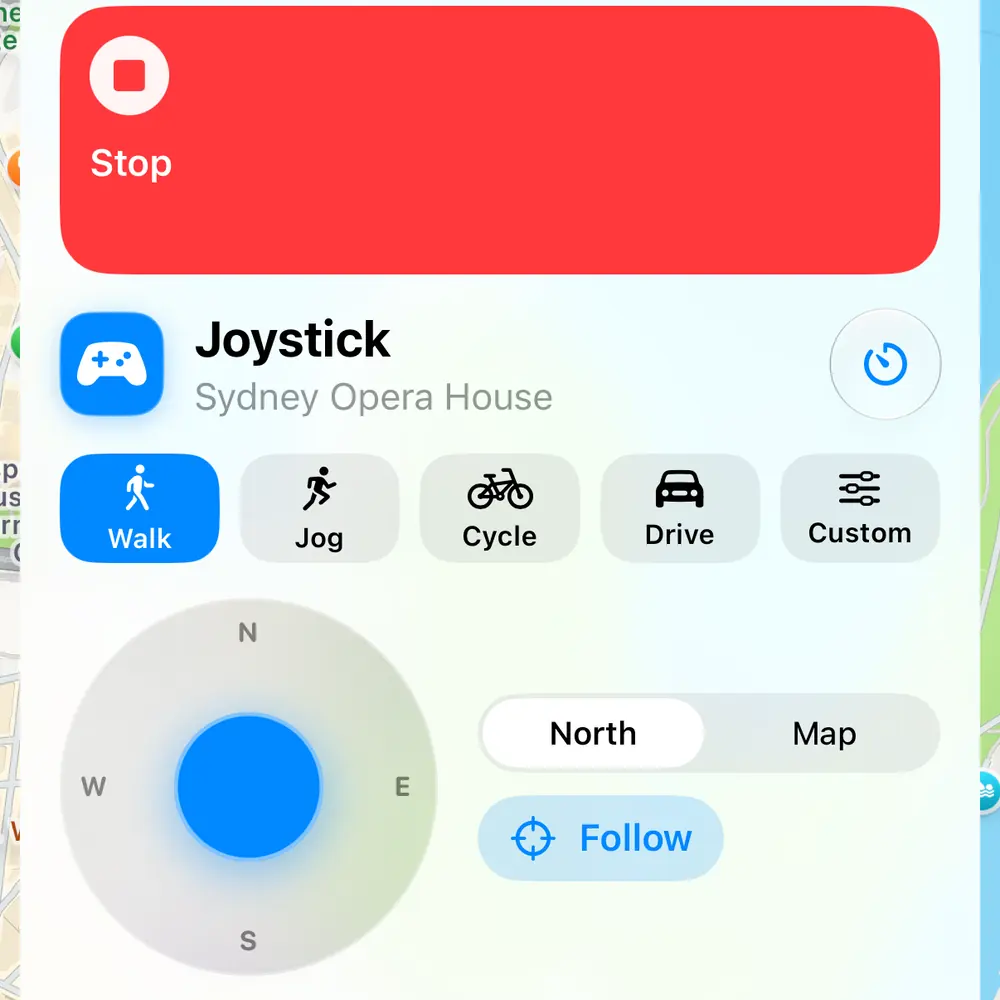 Stop
Joystick
Sydney Opera House
Walk
Jog
Cycle
Drive
Custom
N
W
E
S
North
Map
Follow